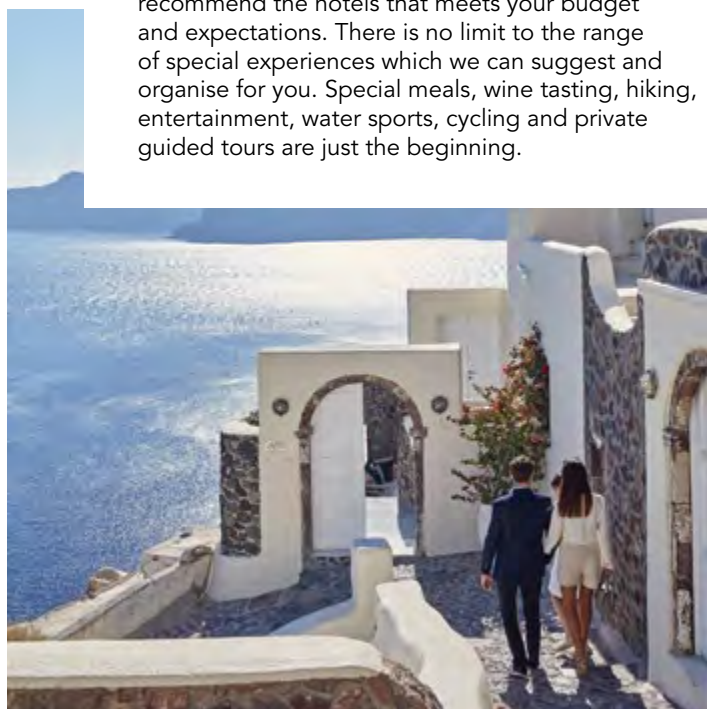 recommend the hotels that meets your budget
and expectations. There is no limit to the range
of special experiences which we can suggest and
organise for you. Special meals, wine tasting, hiking,
entertainment, water sports, cycling and private
guided tours are just the beginning.